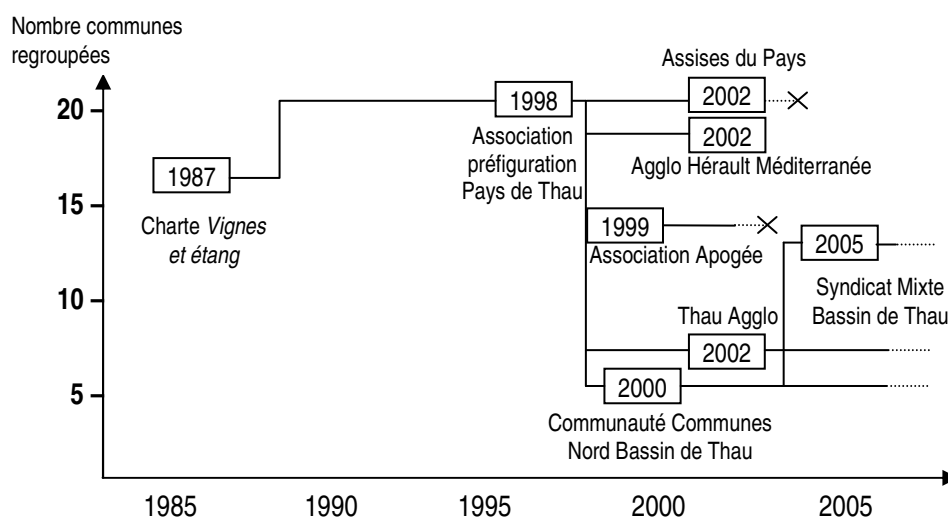 Nombre communes
regroupées
20
15
10
5
1987
Charte Vignes
et étang
1998
Association
préfiguration
Pays de Thau
Assises du Pays
2002
2002
Agglo Hérault Méditerranée
1999
Association Apogée
2005
Syndicat Mixte
Bassin de Thau
Thau Agglo
2002
2000
Communauté Communes
Nord Bassin de Thau
1985
1990
1995
2000
2005